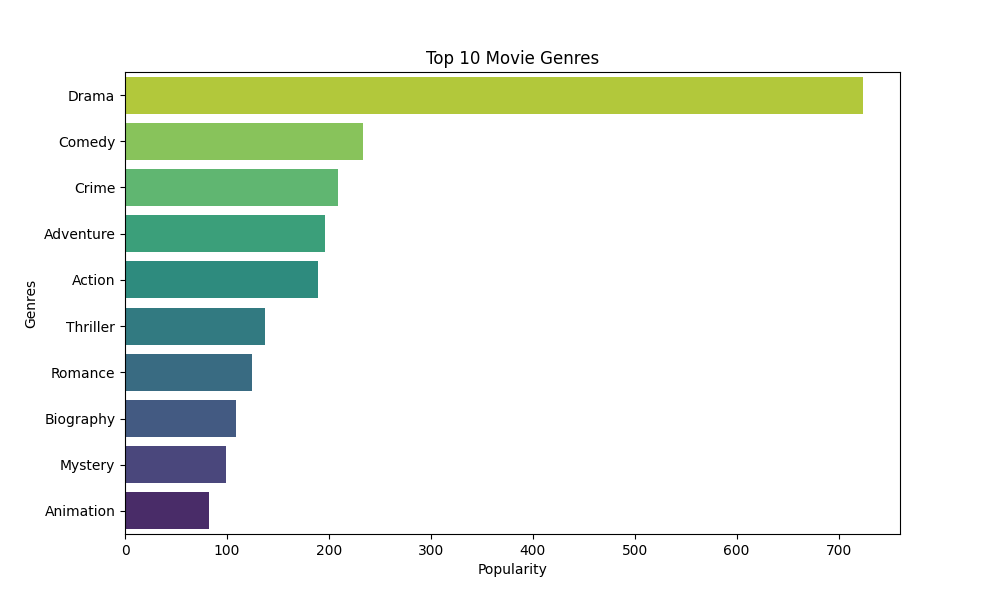 Top 10 Movie Genres
Genres
Drama
Comedy
Crime
Adventure
Action
Thriller
Romance
Biography
Mystery
Animation
0 100 200 300 400 500 600 700
Popularity